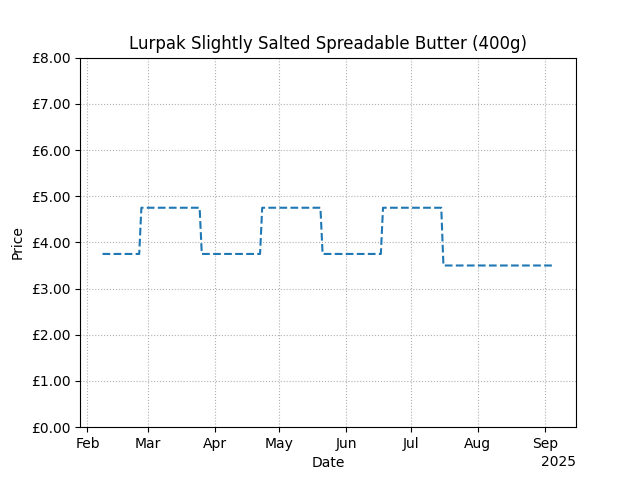 Lurpak Slightly Salted Spreadable Butter (400g)
£8.00
£7.00
£6.00
£5.00
£4.00
£3.00
£2.00
£1.00
£0.00
Price
Feb Mar Apr May Jun Jul Aug Sep
Date
2025